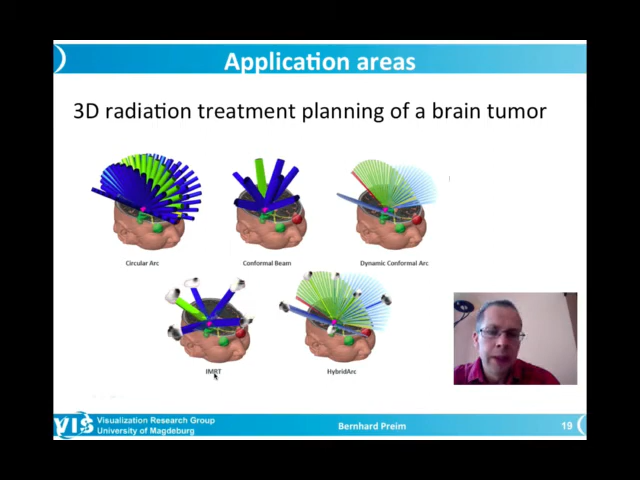 Application areas
3D radiation treatment planning of a brain tumor
Circular Arc
Conformal Beam
Dynamic Conformal Arc
IMRT
HybridArc
VIS
Visualization Research Group
University of Magdeburg
Bernhard Preim
19